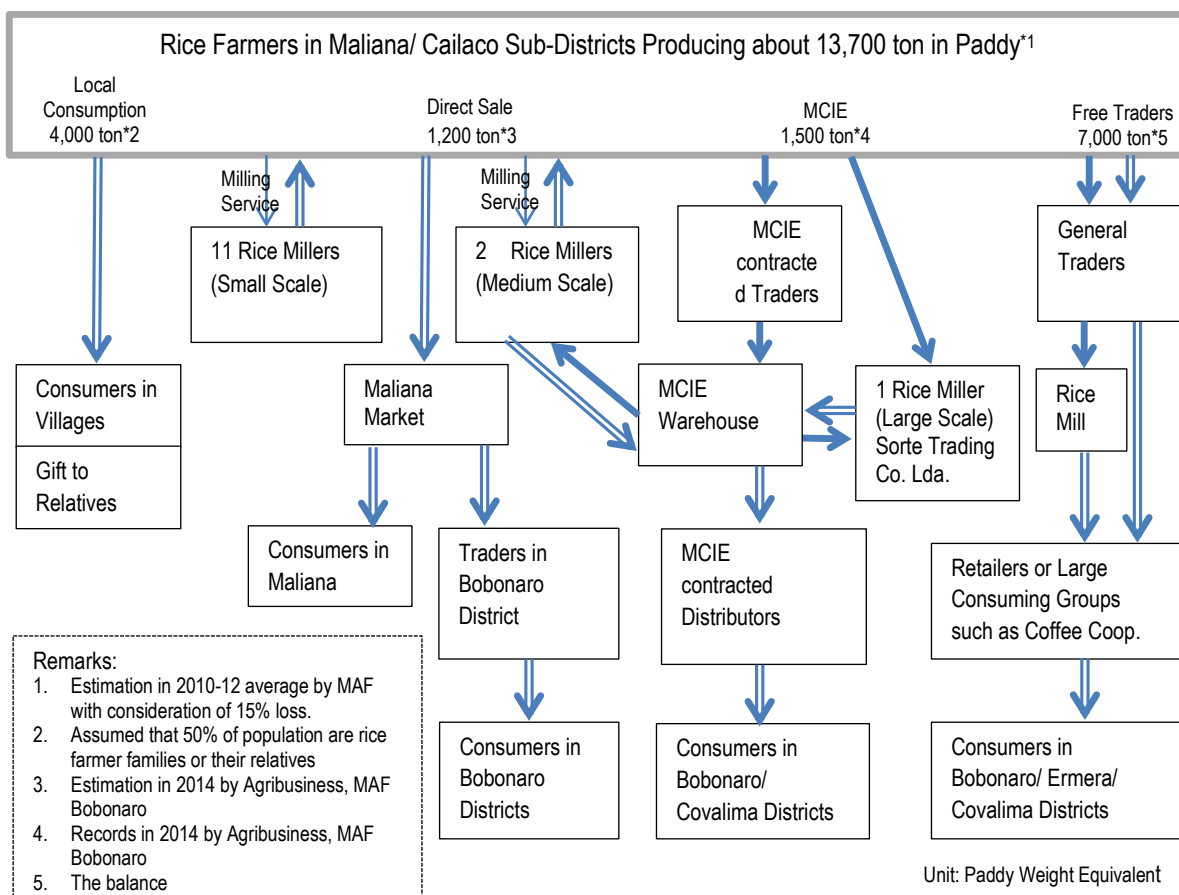 Rice Farmers in Maliana/ Cailaco Sub-Districts Producing about 13,700 ton in Paddy*1
Local
Consumption
4,000 ton*2
Direct Sale
1,200 ton*3
MCIE
1,500 ton*4
Free Traders
7,000 ton*5
Milling
Service
Milling
Service
11 Rice Millers
(Small Scale)
2 Rice Millers
(Medium Scale)
MCIE
contracte
d Traders
General
Traders
Consumers in
Villages
Gift to
Relatives
Maliana
Market
MCIE
Warehouse
1 Rice Miller
(Large Scale)
Sorte Trading
Co. Lda.
Rice
Mill
Consumers in
Maliana
Traders in
Bobonaro
District
MCIE
contracted
Distributors
Retailers or Large
Consuming Groups
such as Coffee Coop.
Remarks:
1. Estimation in 2010-12 average by MAF
with consideration of 15% loss.
2. Assumed that 50% of population are rice
farmer families or their relatives
3. Estimation in 2014 by Agribusiness, MAF
Bobonaro
4. Records in 2014 by Agribusiness, MAF
Bobonaro
5. The balance
Consumers in
Bobonaro
Districts
Consumers in
Bobonaro/
Covalima Districts
Consumers in
Bobonaro/ Ermera/
Covalima Districts
Unit: Paddy Weight Equivalent